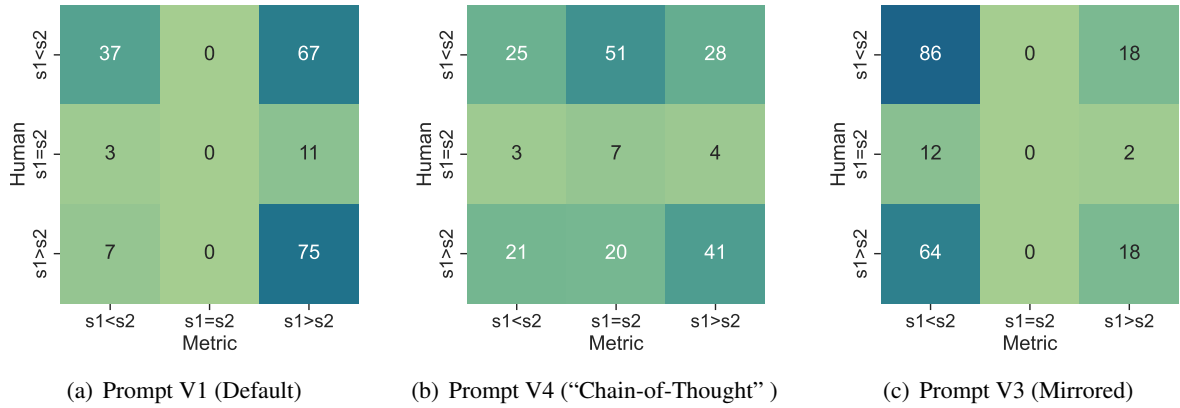 s1<s2 37 0 67 s1<s2 25 51 28 s1<s2 86 0 18
Human s1=s2 3 0 11 Human s1=s2 3 7 4 Human s1=s2 12 0 2
s1>s2 7 0 75 s1>s2 21 20 41 s1>s2 64 0 18
s1<s2 s1=s2 s1>s2 s1<s2 s1=s2 s1>s2 s1<s2 s1=s2 s1>s2
Metric Metric Metric
(a) Prompt V1 (Default) (b) Prompt V4 (“Chain-of-Thought” ) (c) Prompt V3 (Mirrored)